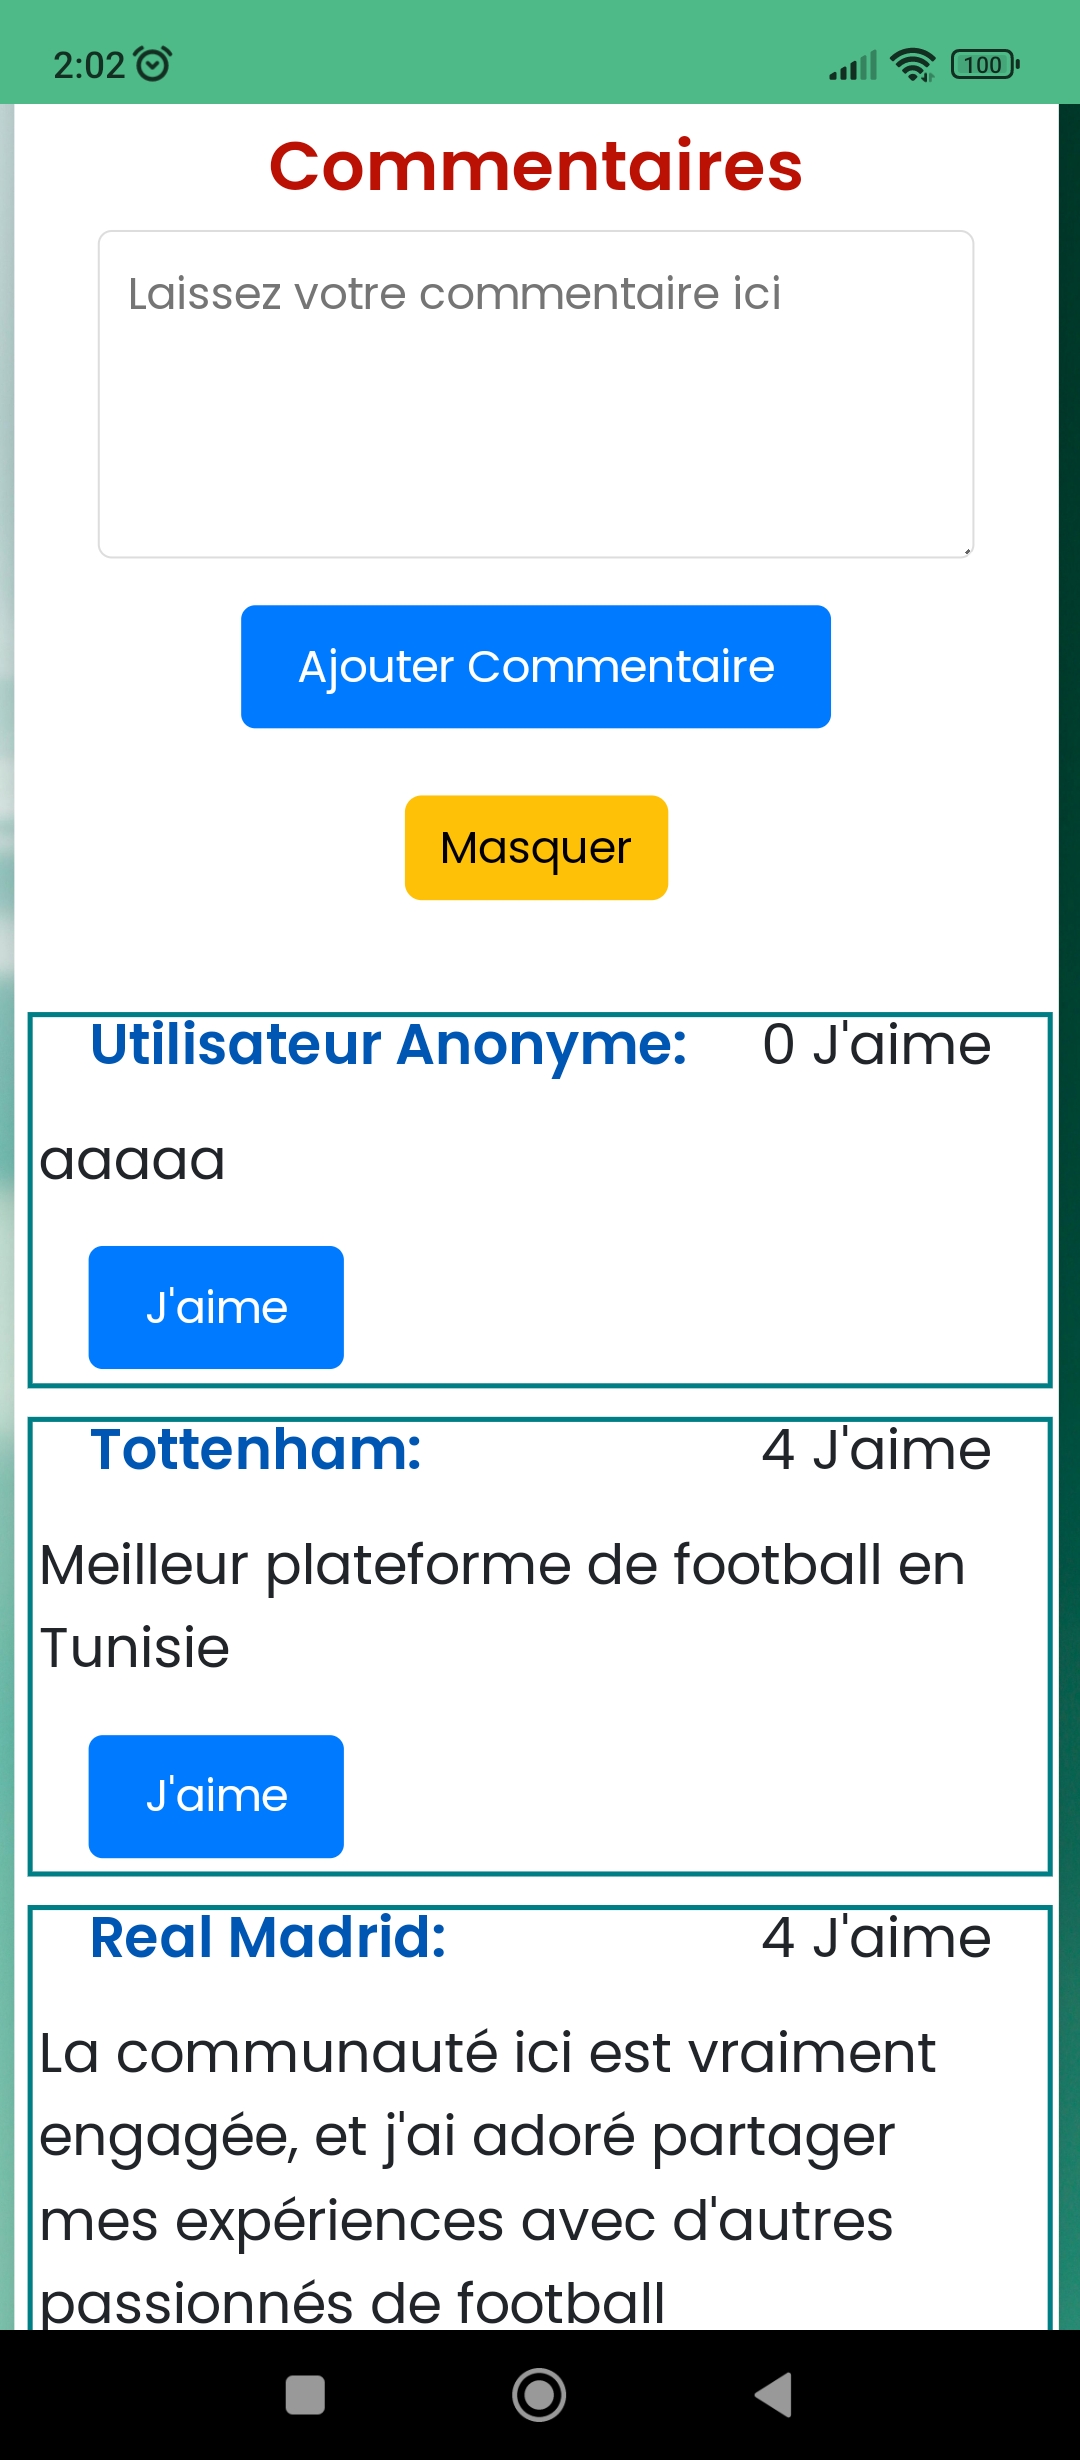 2:02
100
Commentaires
Laissez votre commentaire ici
Ajouter Commentaire
Masquer
Utilisateur Anonyme: 0 J'aime
aaaaa
J'aime
Tottenham: 4 J'aime
Meilleur plateforme de football en
Tunisie
J'aime
Real Madrid: 4 J'aime
La communauté ici est vraiment
engagée, et j'ai adoré partager
mes expériences avec d'autres
passionnés de football